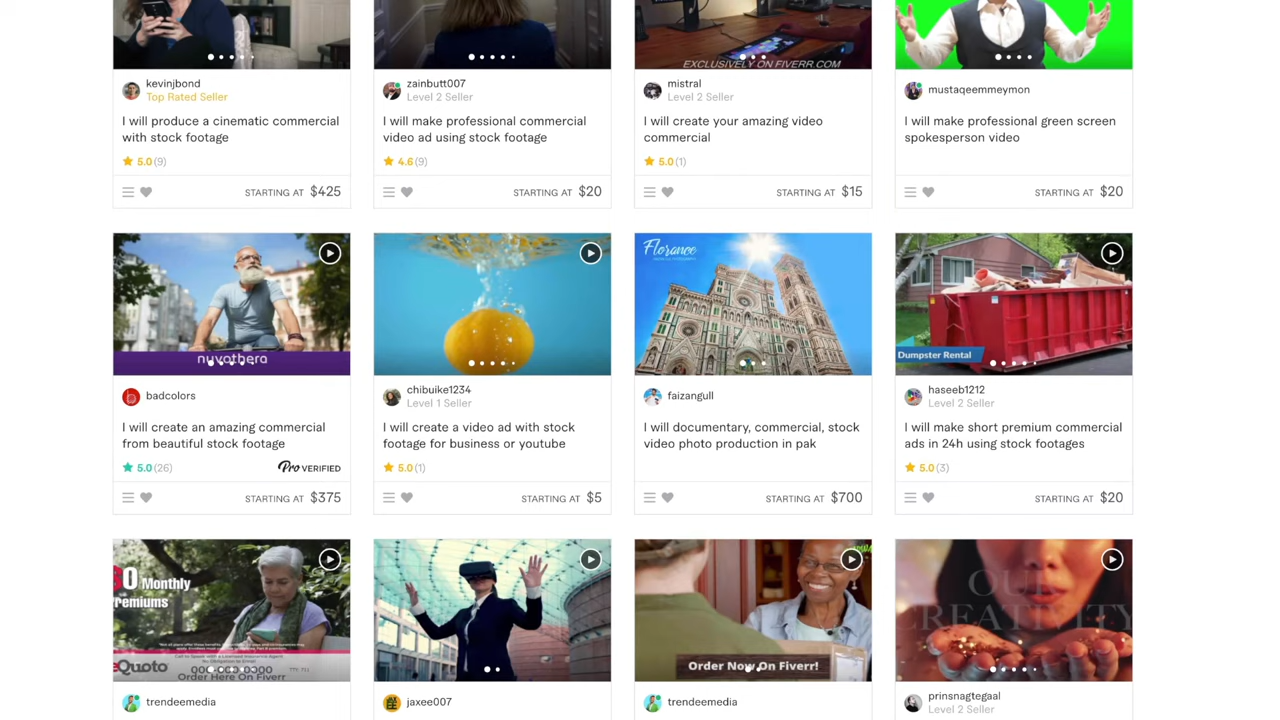 EXCLUSIVELY ON FIVERR.COM
kevinjbond
Top Rated Seller
I will produce a cinematic commercial
with stock footage
5.0 (9)
STARTING AT $425
zainbutt007
Level 2 Seller
I will make professional commercial
video ad using stock footage
4.6 (9)
STARTING AT $20
mistral
Level 2 Seller
I will create your amazing video
commercial
5.0 (1)
STARTING AT $15
mustaqeemmeymon
I will make professional green screen
spokesperson video
STARTING AT $20
nuvothera
badcolors
I will create an amazing commercial
from beautiful stock footage
5.0 (26)
Pro VERIFIED
STARTING AT $375
chibuike1234
Level 1 Seller
I will create a video ad with stock
footage for business or youtube
5.0 (1)
STARTING AT $5
Florance
faizangull
I will documentary, commercial, stock
video photo production in pak
STARTING AT $700
Dumpster Rental
haseeb1212
Level 2 Seller
I will make short premium commercial
ads in 24h using stock footages
5.0 (3)
STARTING AT $20
0 Monthly
Premiums
eQuoto
Order Here On Fiverr
trendeemedia
jaxee007
Order Now On Fiverr!
trendeemedia
OUR
CREATIVITY
prinsnagtegaal
Level 2 Seller